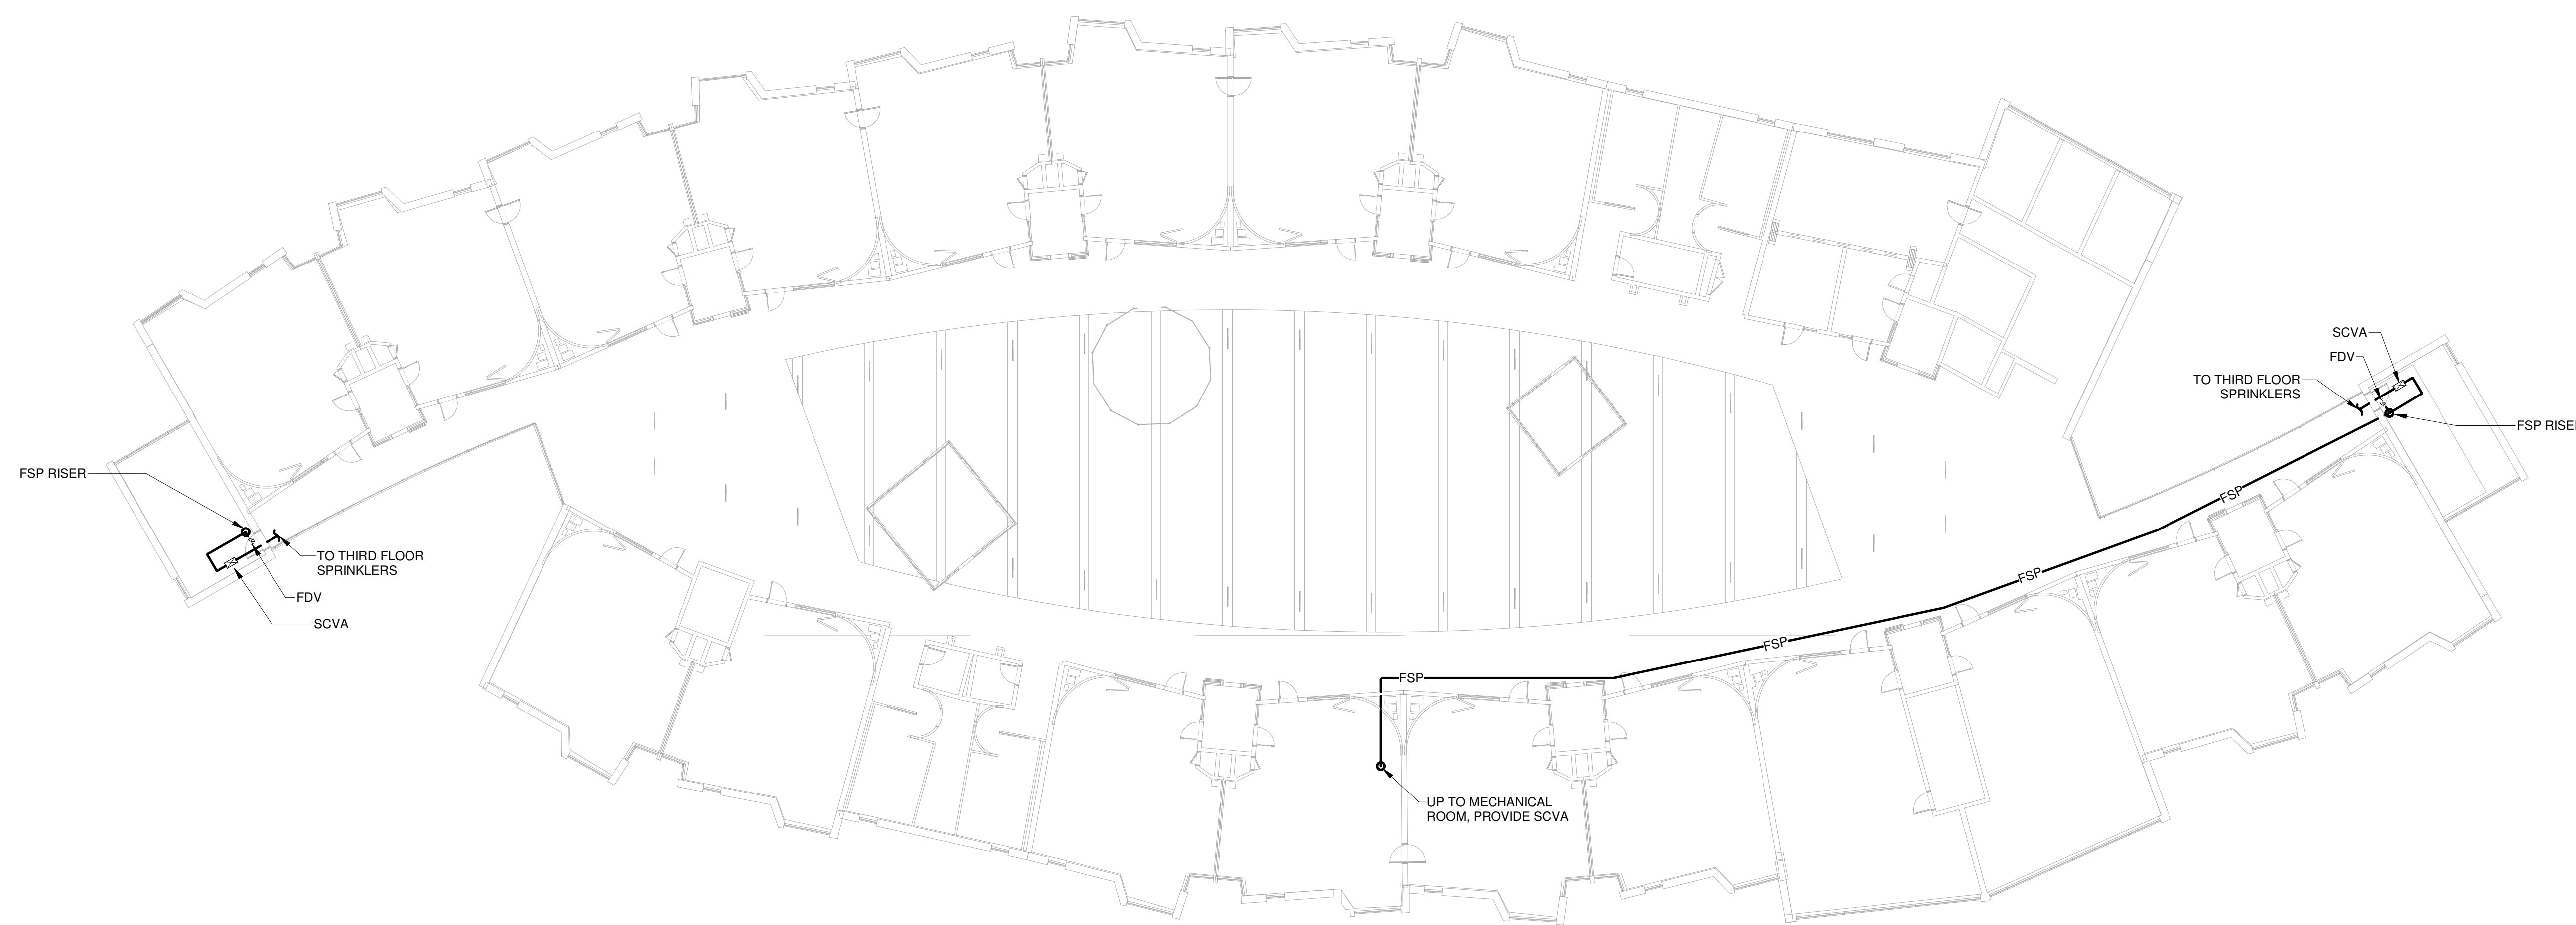 SCVA
FDV
TO THIRD FLOOR
SPRINKLERS
FSP RISER
FSP
FSP RISER
TO THIRD FLOOR
SPRINKLERS
FDV
FSP
SCVA
FSP
FSP
UP TO MECHANICAL
ROOM, PROVIDE SCVA